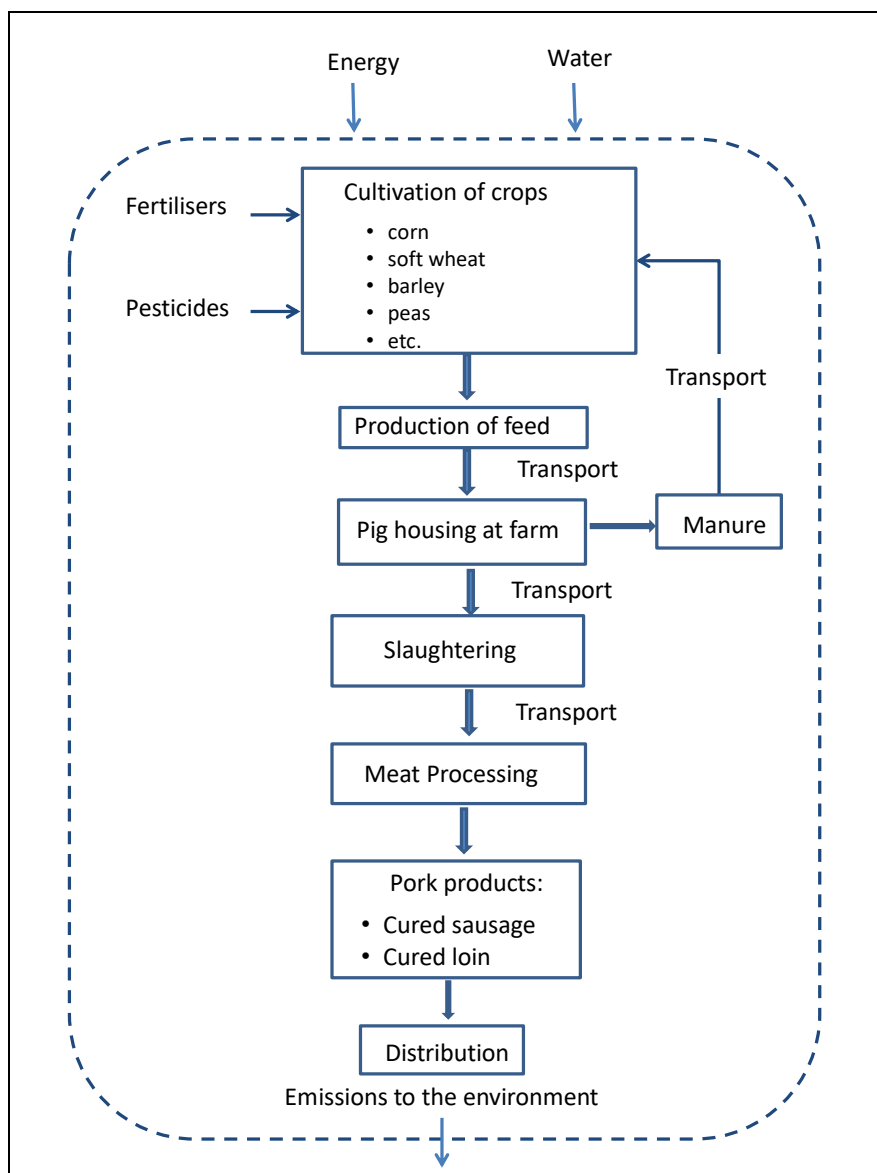 Energy
Water
Cultivation of crops
Fertilisers
• corn
• soft wheat
• barley
Pesticides
• peas
• etc.
Transport
Production of feed
Transport
Pig housing at farm
Manure
Transport
Slaughtering
Transport
Meat Processing
Pork products:
• Cured sausage
• Cured loin
Distribution
Emissions to the environment